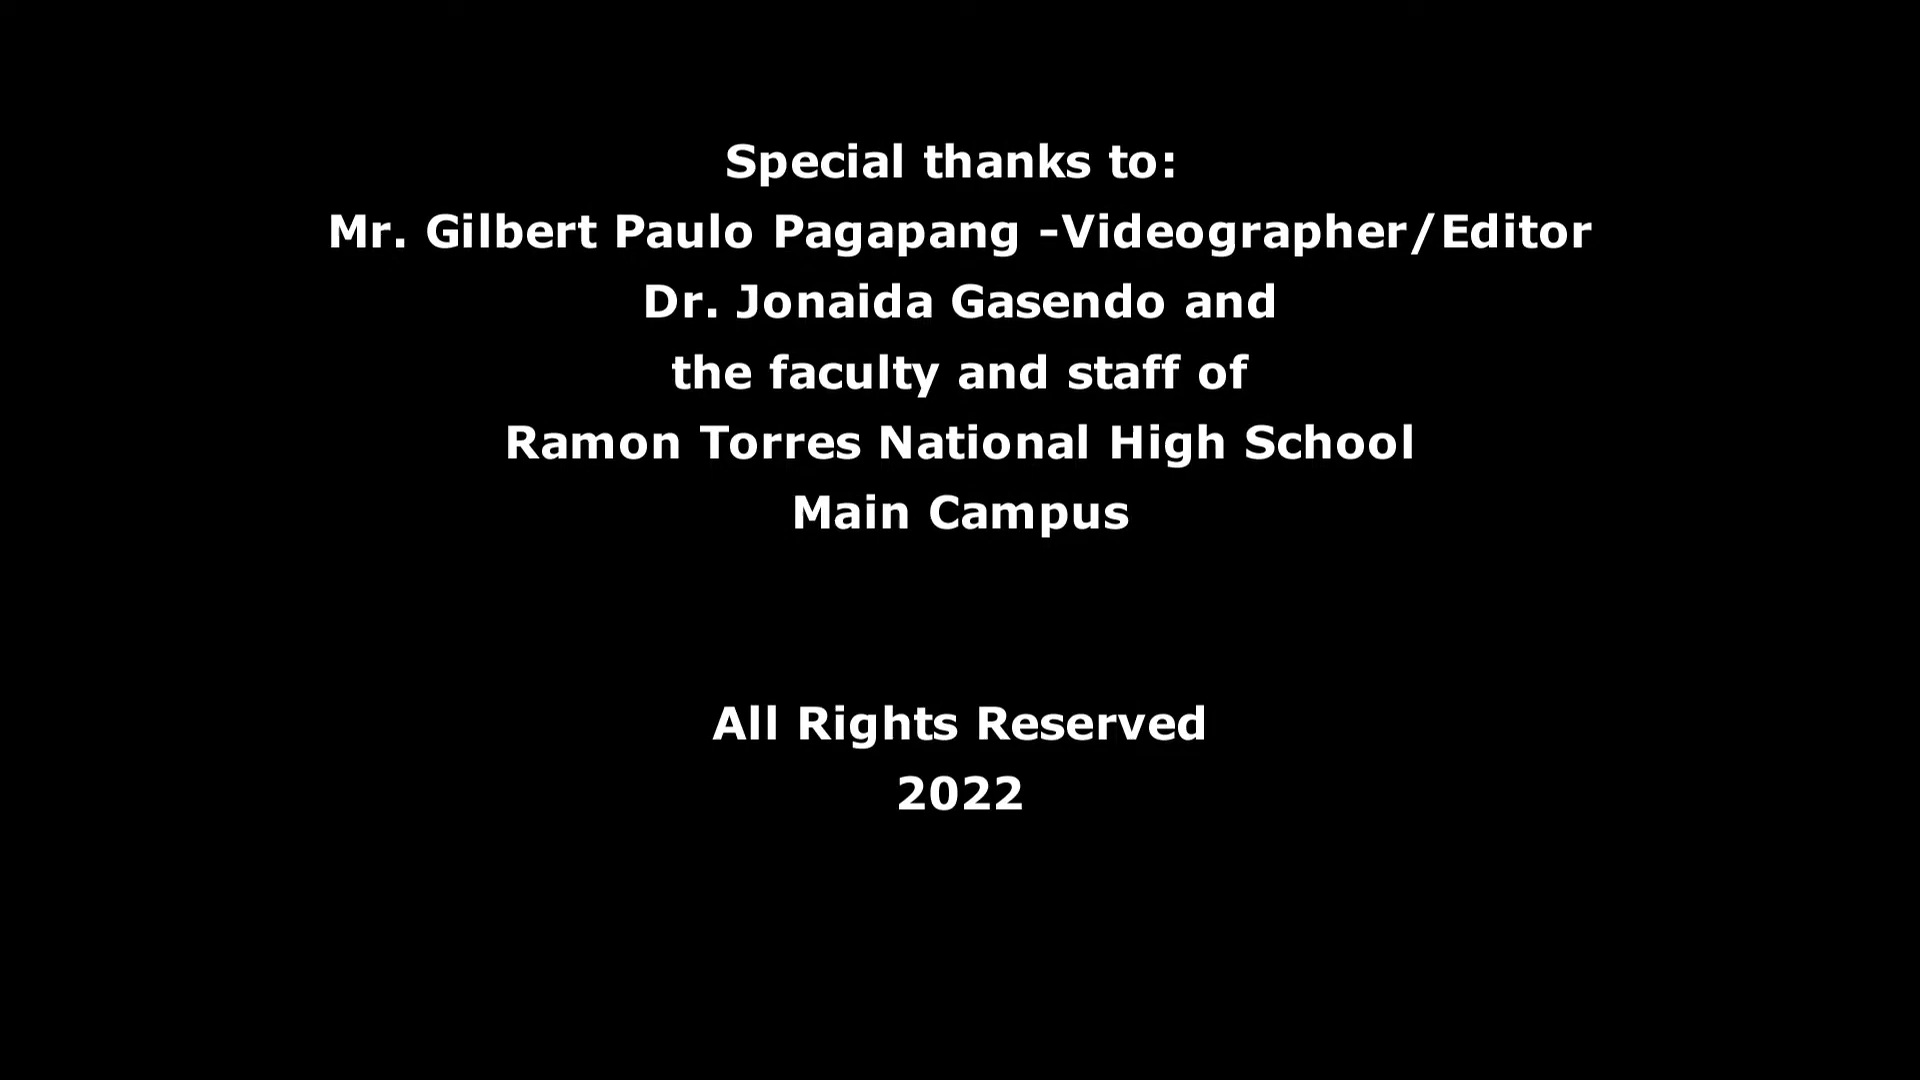 Special thanks to:
Mr. Gilbert Paulo Pagapang -Videographer/Editor
Dr. Jonaida Gasendo and
the faculty and staff of
Ramon Torres National High School
Main Campus
All Rights Reserved
2022